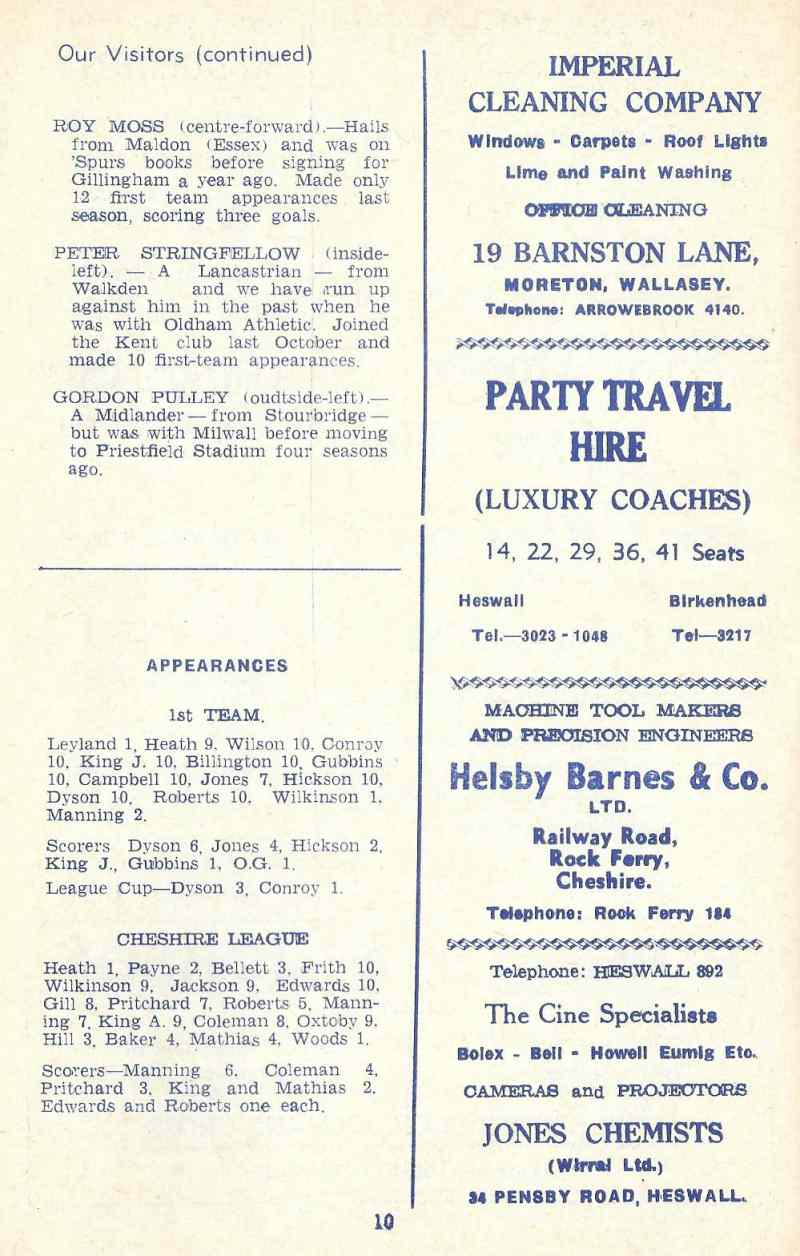 Our Visitors (continued)
ROY MOSS (centre-forward).—Hails
from Maldon (Essex) and was on
'Spurs books before signing for
Gillingham a year ago. Made only
12 first team appearances last
season, scoring three goals.
PETER STRINGFELLOW (inside-
left). — A Lancastrian — from
Walkden and we have run up
against him in the past when he
was with Oldham Athletic. Joined
the Kent club last October and
made 10 first-team appearances.
GORDON PULLEY (oudtside-left).—
A Midlander — from Stourbridge —
but was with Milwall before moving
to Priestfield Stadium four seasons
ago.
APPEARANCES
1st TEAM.
Leyland 1, Heath 9. Wilson 10, Conroy
10, King J. 10, Billington 10, Gubbins
10, Campbell 10, Jones 7, Hickson 10,
Dyson 10, Roberts 10, Wilkinson 1,
Manning 2.
Scorers Dyson 6, Jones 4, Hickson 2,
King J., Gubbins 1, O.G. 1.
League Cup—Dyson 3, Conroy 1.
CHESHIRE LEAGUE
Heath 1, Payne 2, Bellett 3, Frith 10,
Wilkinson 9, Jackson 9, Edwards 10,
Gill 8, Pritchard 7, Roberts 5, Mann-
ing 7, King A. 9, Coleman 8, Oxtoby 9,
Hill 3, Baker 4, Mathias 4, Woods 1.
Scorers—Manning 6. Coleman 4,
Pritchard 3, King and Mathias 2.
Edwards and Roberts one each.
IMPERIAL
CLEANING COMPANY
Windows - Carpets - Roof Lights
Lime and Paint Washing
OFFICE CLEANING
19 BARNSTON LANE,
MORETON, WALLASEY.
Telephone: ARROWEBROOK 4140.
PARTY TRAVEL
HIRE
(LUXURY COACHES)
14, 22, 29, 36, 41 Seats
Heswall Birkenhead
Tel.—3023 - 1048 Tel—3217
MACHINE TOOL MAKERS
AND PRECISION ENGINEERS
Helsby Barnes & Co.
LTD.
Railway Road,
Rock Ferry,
Cheshire.
Telephone: Rock Ferry 184
Telephone: HESWALL 892
The Cine Specialists
Bolex - Bell - Howell Eumig Etc.
CAMERAS and PROJECTORS
JONES CHEMISTS
(Wirral Ltd.)
34 PENSBY ROAD, HESWALL.
10